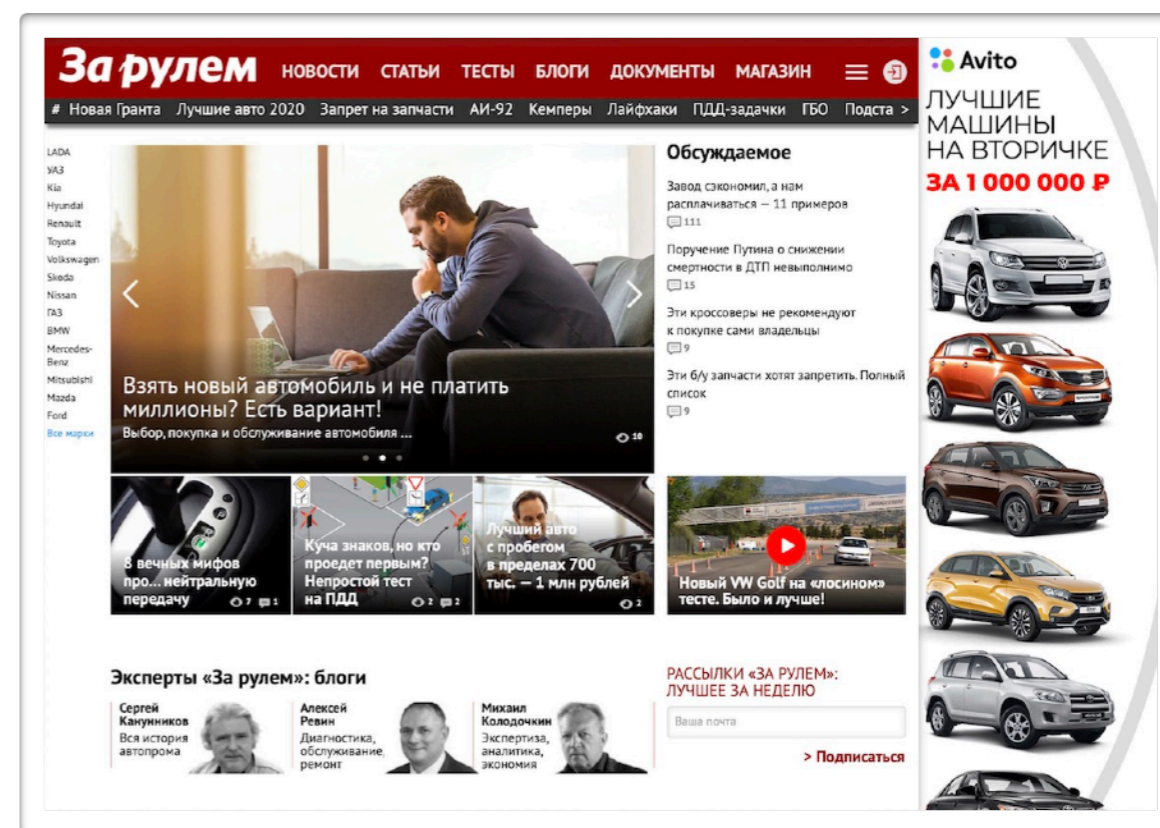 За рулем
НОВОСТИ СТАТЬИ ТЕСТЫ БЛОГИ ДОКУМЕНТЫ МАГАЗИН
# Новая Гранта Лучшие авто 2020 Запрет на запчасти АИ-92 Кемперы Лайфхаки ПДД-задачки ГБО Подста >
LADA
УАЗ
Kia
Hyundai
Renault
Toyota
Volkswagen
Skoda
Nissan
ГАЗ
BMW
Mercedes-
Benz
Mitsubishi
Mazda
Ford
Все марки
Взять новый автомобиль и не платить
миллионы? Есть вариант!
Выбор, покупка и обслуживание автомобиля ...
10
8 вечных мифов
про... нейтральную
передачу
7 1
Куча знаков, но кто
проедет первым?
Непростой тест
на ПДД
2 2
Лучший авто
с пробегом
в пределах 700
тыс. — 1 млн рублей
2
Обсуждаемое
Завод сэкономил, а нам
расплачиваться — 11 примеров
111
Поручение Путина о снижении
смертности в ДТП невыполнимо
15
Эти кроссоверы не рекомендуют
к покупке сами владельцы
9
Эти б/у запчасти хотят запретить. Полный
список
9
Новый VW Golf на «лосином»
тесте. Было и лучше!
Эксперты «За рулем»: блоги
Сергей
Канунников
Вся история
автопрома
Алексей
Ревин
Диагностика,
обслуживание,
ремонт
Михаил
Колодочкин
Экспертиза,
аналитика,
экономия
РАССЫЛКИ «ЗА РУЛЕМ»:
ЛУЧШЕЕ ЗА НЕДЕЛЮ
Ваша почта
> Подписаться
Avito
ЛУЧШИЕ
МАШИНЫ
НА ВТОРИЧКЕ
ЗА 1 000 000 ₽